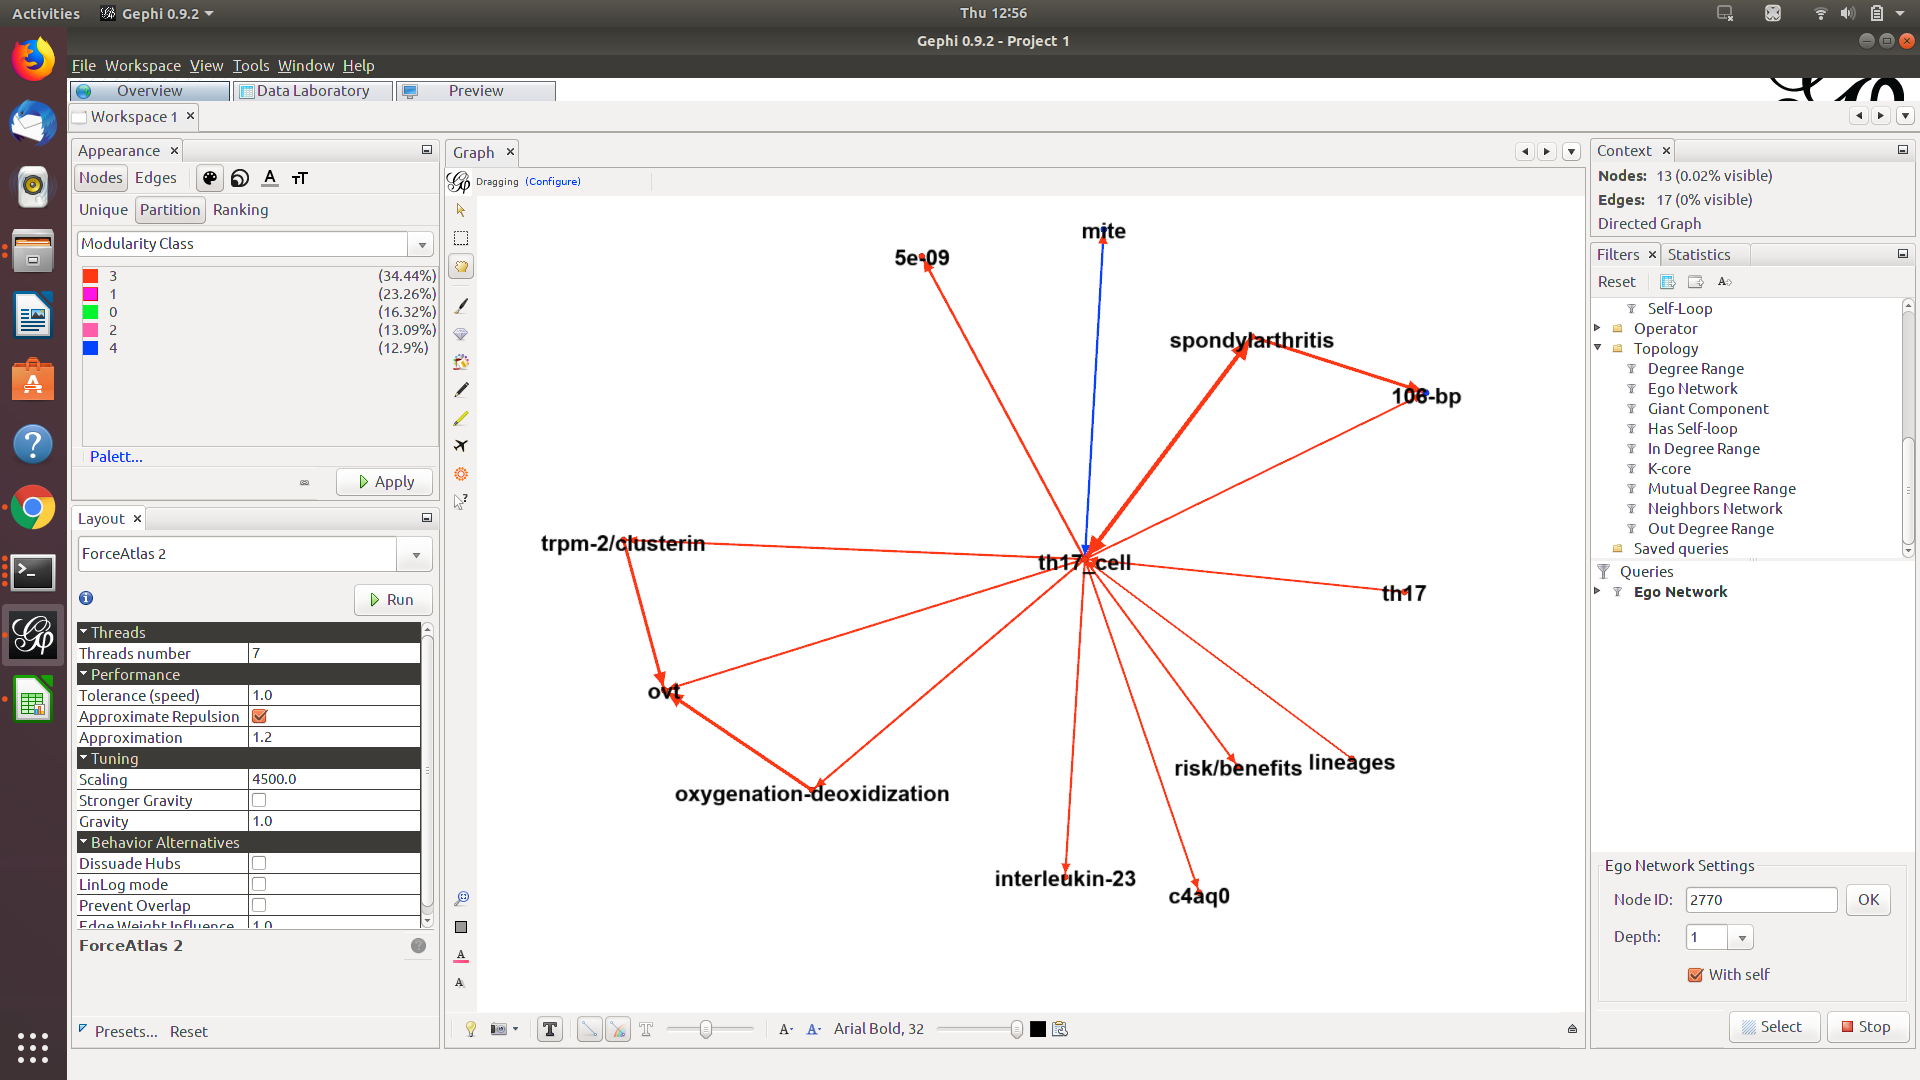 Activities Gephi 0.9.2 Thu 12:56
Gephi 0.9.2 - Project 1
File Workspace View Tools Window Help
Overview Data Laboratory Preview
Workspace 1
Appearance
Nodes Edges
Unique Partition Ranking
Modularity Class
3 (34.44%)
1 (23.26%)
0 (16.32%)
2 (13.09%)
4 (12.9%)
Palett...
Apply
Layout
ForceAtlas 2
Run
Threads
Threads number 7
Performance
Tolerance (speed) 1.0
Approximate Repulsion
Approximation 1.2
Tuning
Scaling 4500.0
Stronger Gravity
Gravity 1.0
Behavior Alternatives
Dissuade Hubs
LinLog mode
Prevent Overlap
Edge Weight Influence 1.0
ForceAtlas 2
Presets... Reset
Graph
Dragging (Configure)
mite
5e-09
spondylarthritis
106-bp
trpm-2/clusterin
th17_cell
th17
ovt
risk/benefits lineages
oxygenation-deoxidization
interleukin-23
c4aq0
Arial Bold, 32
Context
Nodes: 13 (0.02% visible)
Edges: 17 (0% visible)
Directed Graph
Filters Statistics
Reset
Self-Loop
Operator
Topology
Degree Range
Ego Network
Giant Component
Has Self-loop
In Degree Range
K-core
Mutual Degree Range
Neighbors Network
Out Degree Range
Saved queries
Queries
Ego Network
Ego Network Settings
Node ID: 2770 OK
Depth: 1
With self
Select Stop